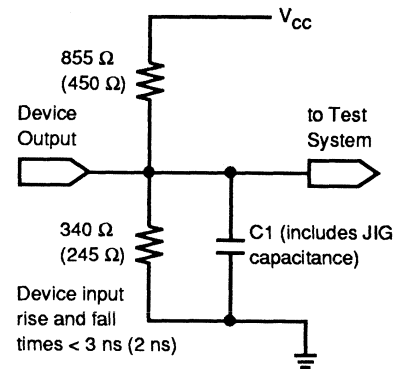 VCC
855 Ω
(450 Ω)
Device
Output
to Test
System
340 Ω
(245 Ω)
C1 (includes JIG
capacitance)
Device input
rise and fall
times < 3 ns (2 ns)